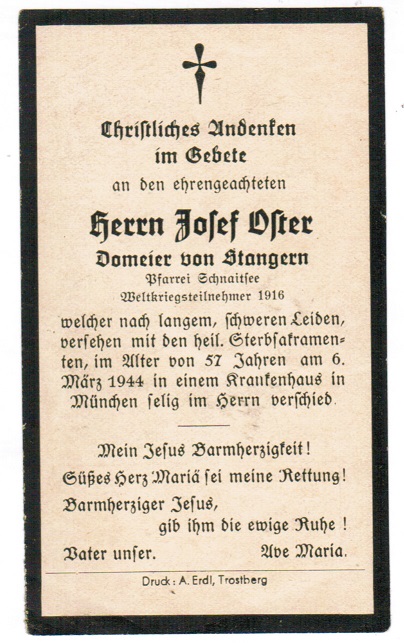 Christliches Andenken
im Gebete
an den ehrengeachteten
Herrn Josef Oster
Domeier von Stangern
Pfarrei Schnaitsee
Weltkriegsteilnehmer 1916
welcher nach langem, schweren Leiden,
versehen mit den heil. Sterbsakramen-
ten, im Alter von 57 Jahren am 6.
März 1944 in einem Krankenhaus in
München selig im Herrn verschied.
Mein Jesus Barmherzigkeit!
Süßes Herz Mariä sei meine Rettung!
Barmherziger Jesus,
gib ihm die ewige Ruhe!
Vater unser. Ave Maria.
Druck: A. Erdl, Trostberg